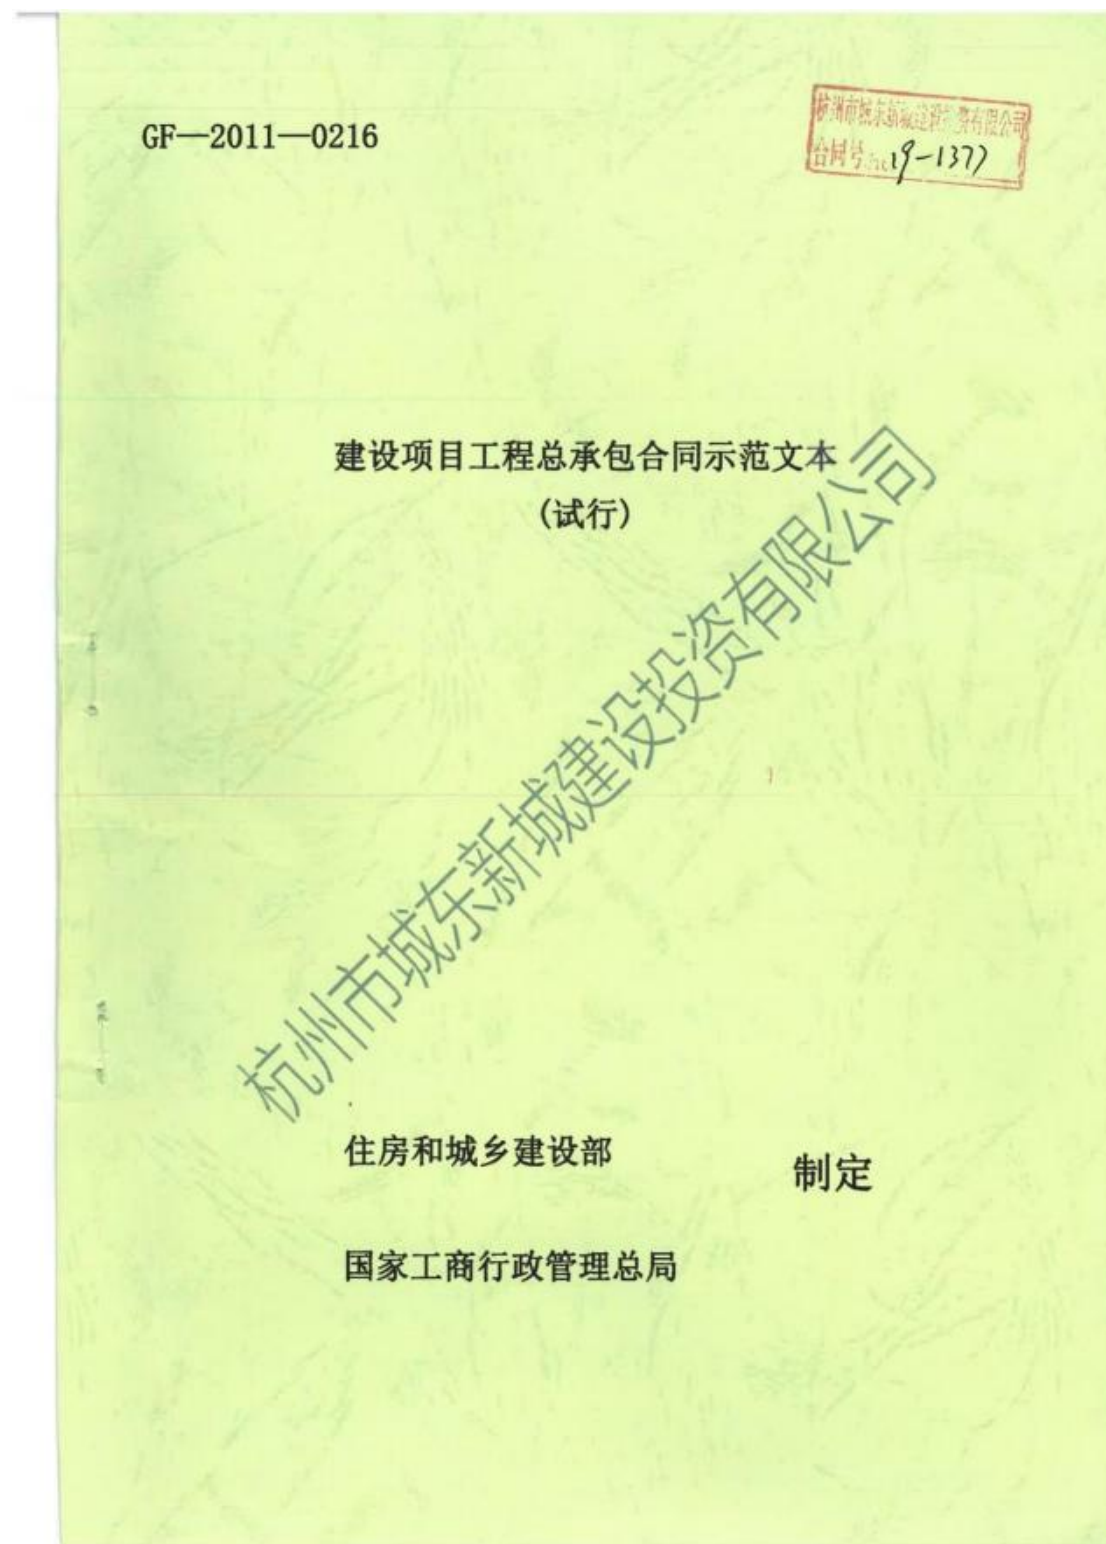 GF—2011—0216
杭州市城东新城建设投资有限公司
合同号 19-1377
建设项目工程总承包合同示范文本
(试行)
杭州市城东新城建设投资有限公司
住房和城乡建设部
制定
国家工商行政管理总局